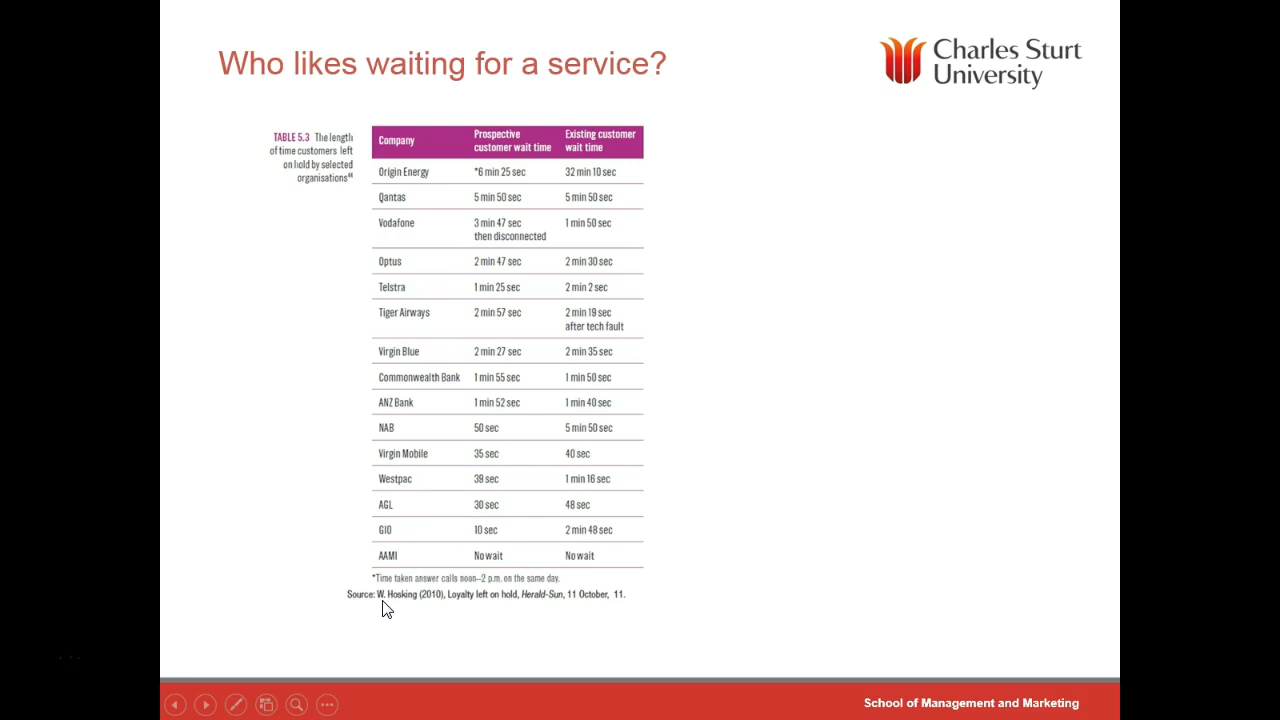 Who likes waiting for a service?
Charles Sturt
University
TABLE 5.3 The length
of time customers left
on hold by selected
organisations⁴⁴
Company Prospective customer wait time Existing customer wait time
Origin Energy *6 min 25 sec 32 min 10 sec
Qantas 5 min 50 sec 5 min 50 sec
Vodafone 3 min 47 sec then disconnected 1 min 50 sec
Optus 2 min 47 sec 2 min 30 sec
Telstra 1 min 25 sec 2 min 2 sec
Tiger Airways 2 min 57 sec 2 min 19 sec after tech fault
Virgin Blue 2 min 27 sec 2 min 35 sec
Commonwealth Bank 1 min 55 sec 1 min 50 sec
ANZ Bank 1 min 52 sec 1 min 40 sec
NAB 50 sec 5 min 50 sec
Virgin Mobile 35 sec 40 sec
Westpac 39 sec 1 min 16 sec
AGL 30 sec 48 sec
GIO 10 sec 2 min 48 sec
AAMI No wait No wait
*Time taken answer calls noon–2 p.m. on the same day.
Source: W. Hosking (2010), Loyalty left on hold, Herald-Sun, 11 October, 11.
School of Management and Marketing